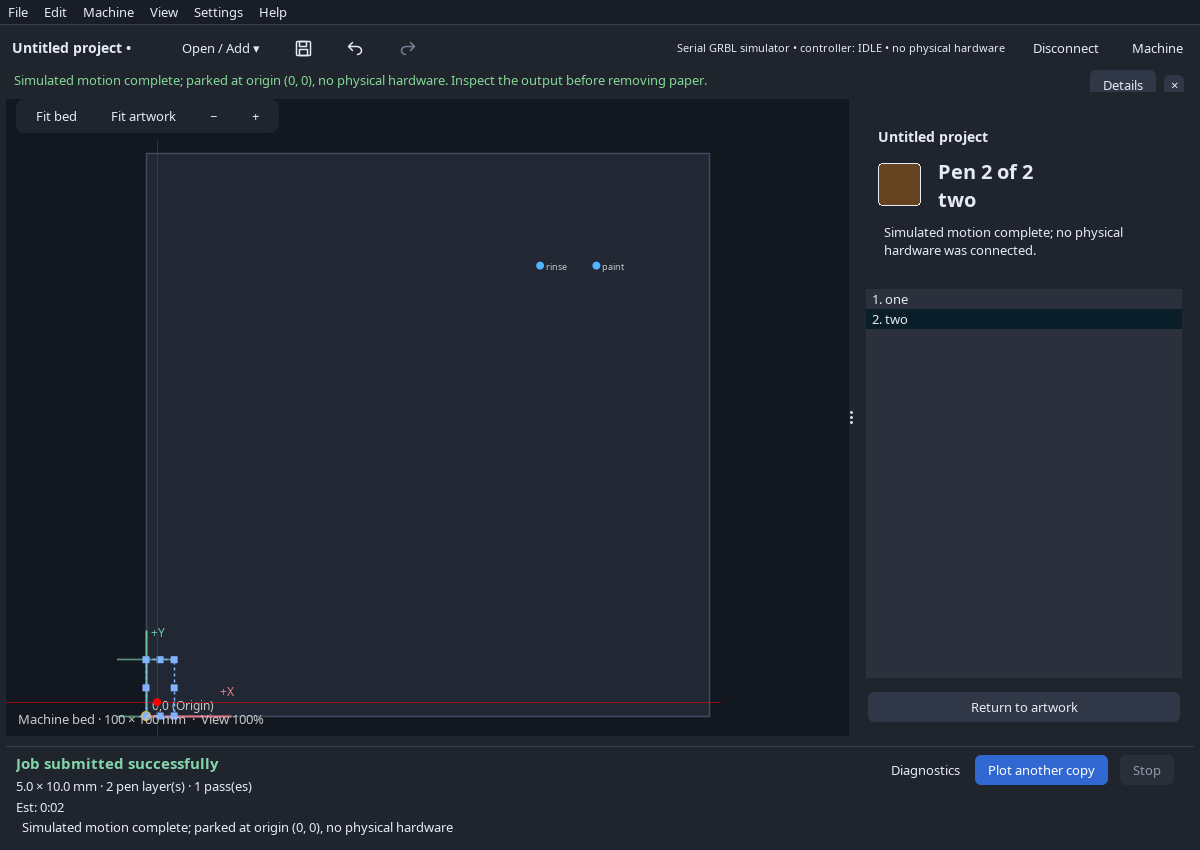 File Edit Machine View Settings Help
Untitled project • Open / Add ▾ Serial GRBL simulator • controller: IDLE • no physical hardware Disconnect Machine
Simulated motion complete; parked at origin (0, 0), no physical hardware. Inspect the output before removing paper. Details ×
Fit bed Fit artwork − +
Untitled project
Pen 2 of 2
two
Simulated motion complete; no physical
hardware was connected.
rinse paint
1. one
2. two
+Y
+X
0,0 (Origin)
Machine bed · 100 × 100 mm · View 100%
Return to artwork
Job submitted successfully
5.0 × 10.0 mm · 2 pen layer(s) · 1 pass(es)
Est: 0:02
Simulated motion complete; parked at origin (0, 0), no physical hardware
Diagnostics Plot another copy Stop